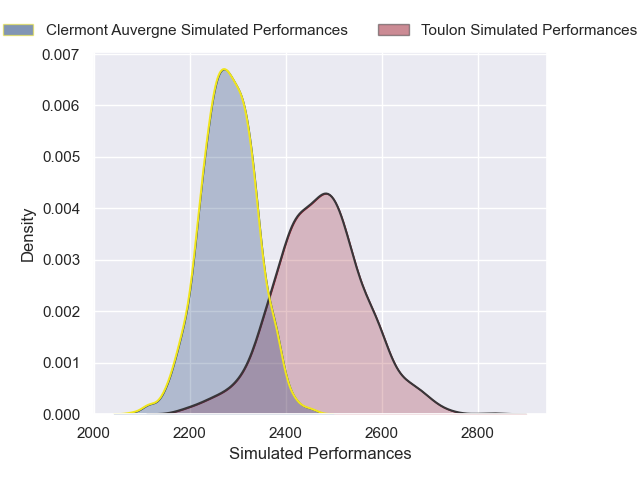 Clermont Auvergne Simulated Performances
Toulon Simulated Performances
0.007
0.006
0.005
0.004
0.003
0.002
0.001
0.000
Density
2000 2200 2400 2600 2800
Simulated Performances